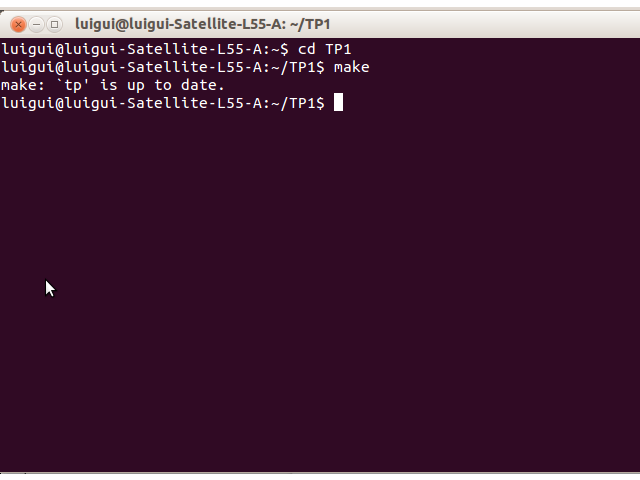 luigui@luigui-Satellite-L55-A: ~/TP1
luigui@luigui-Satellite-L55-A:~$ cd TP1
luigui@luigui-Satellite-L55-A:~/TP1$ make
make: `tp' is up to date.
luigui@luigui-Satellite-L55-A:~/TP1$